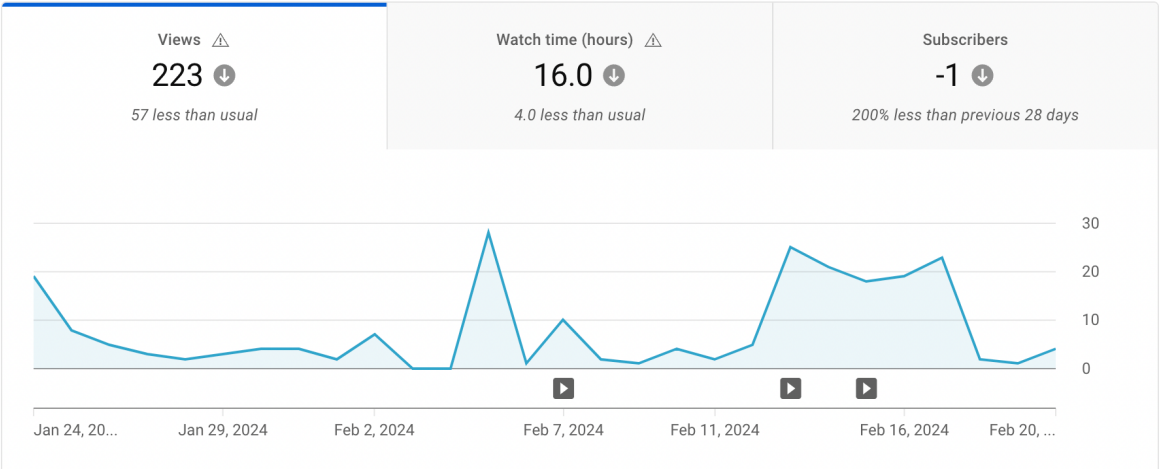 Views
223
57 less than usual
Watch time (hours)
16.0
4.0 less than usual
Subscribers
-1
200% less than previous 28 days
30
20
10
0
Jan 24, 20...
Jan 29, 2024
Feb 2, 2024
Feb 7, 2024
Feb 11, 2024
Feb 16, 2024
Feb 20, ...